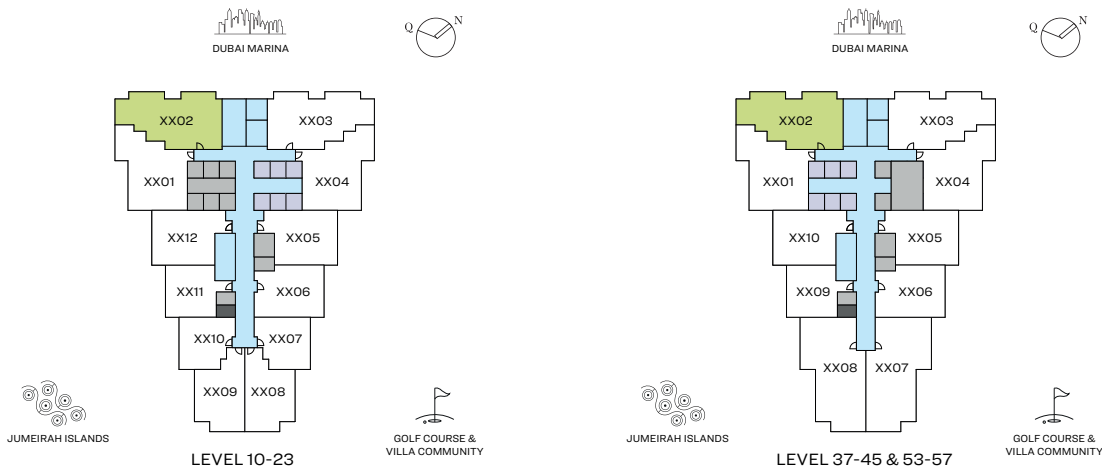 DUBAI MARINA
Q N
XX02
XX03
XX01
XX04
XX12
XX05
XX11
XX06
XX10
XX07
XX09
XX08
JUMEIRAH ISLANDS
GOLF COURSE &
VILLA COMMUNITY
LEVEL 10-23
DUBAI MARINA
Q N
XX02
XX03
XX01
XX04
XX10
XX05
XX09
XX06
XX08
XX07
JUMEIRAH ISLANDS
GOLF COURSE &
VILLA COMMUNITY
LEVEL 37-45 & 53-57